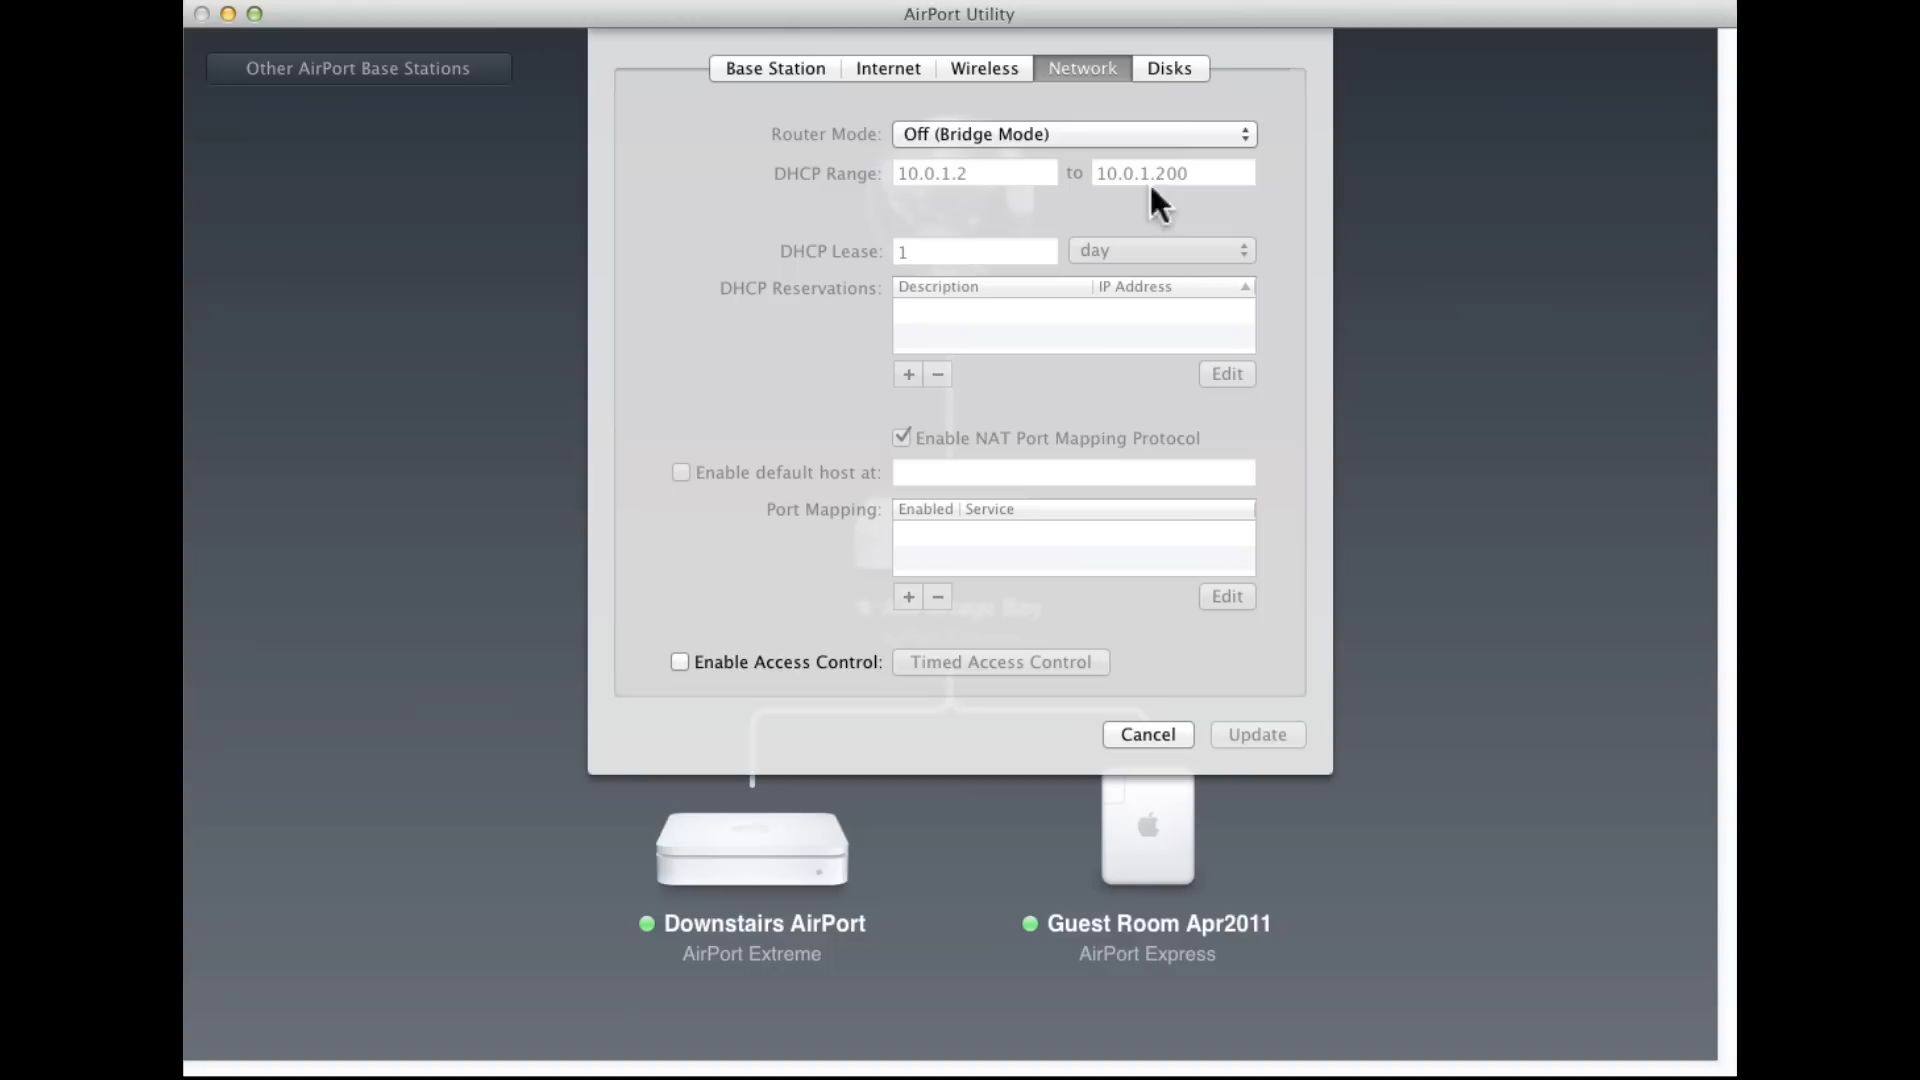 AirPort Utility
Other AirPort Base Stations
Base Station Internet Wireless Network Disks
Router Mode: Off (Bridge Mode)
DHCP Range: 10.0.1.2 to 10.0.1.200
DHCP Lease: 1 day
DHCP Reservations: Description IP Address
+ − Edit
Enable NAT Port Mapping Protocol
Enable default host at:
Port Mapping: Enabled Service
+ − Edit
Enable Access Control: Timed Access Control
Cancel Update
Downstairs AirPort Guest Room Apr2011
AirPort Extreme AirPort Express